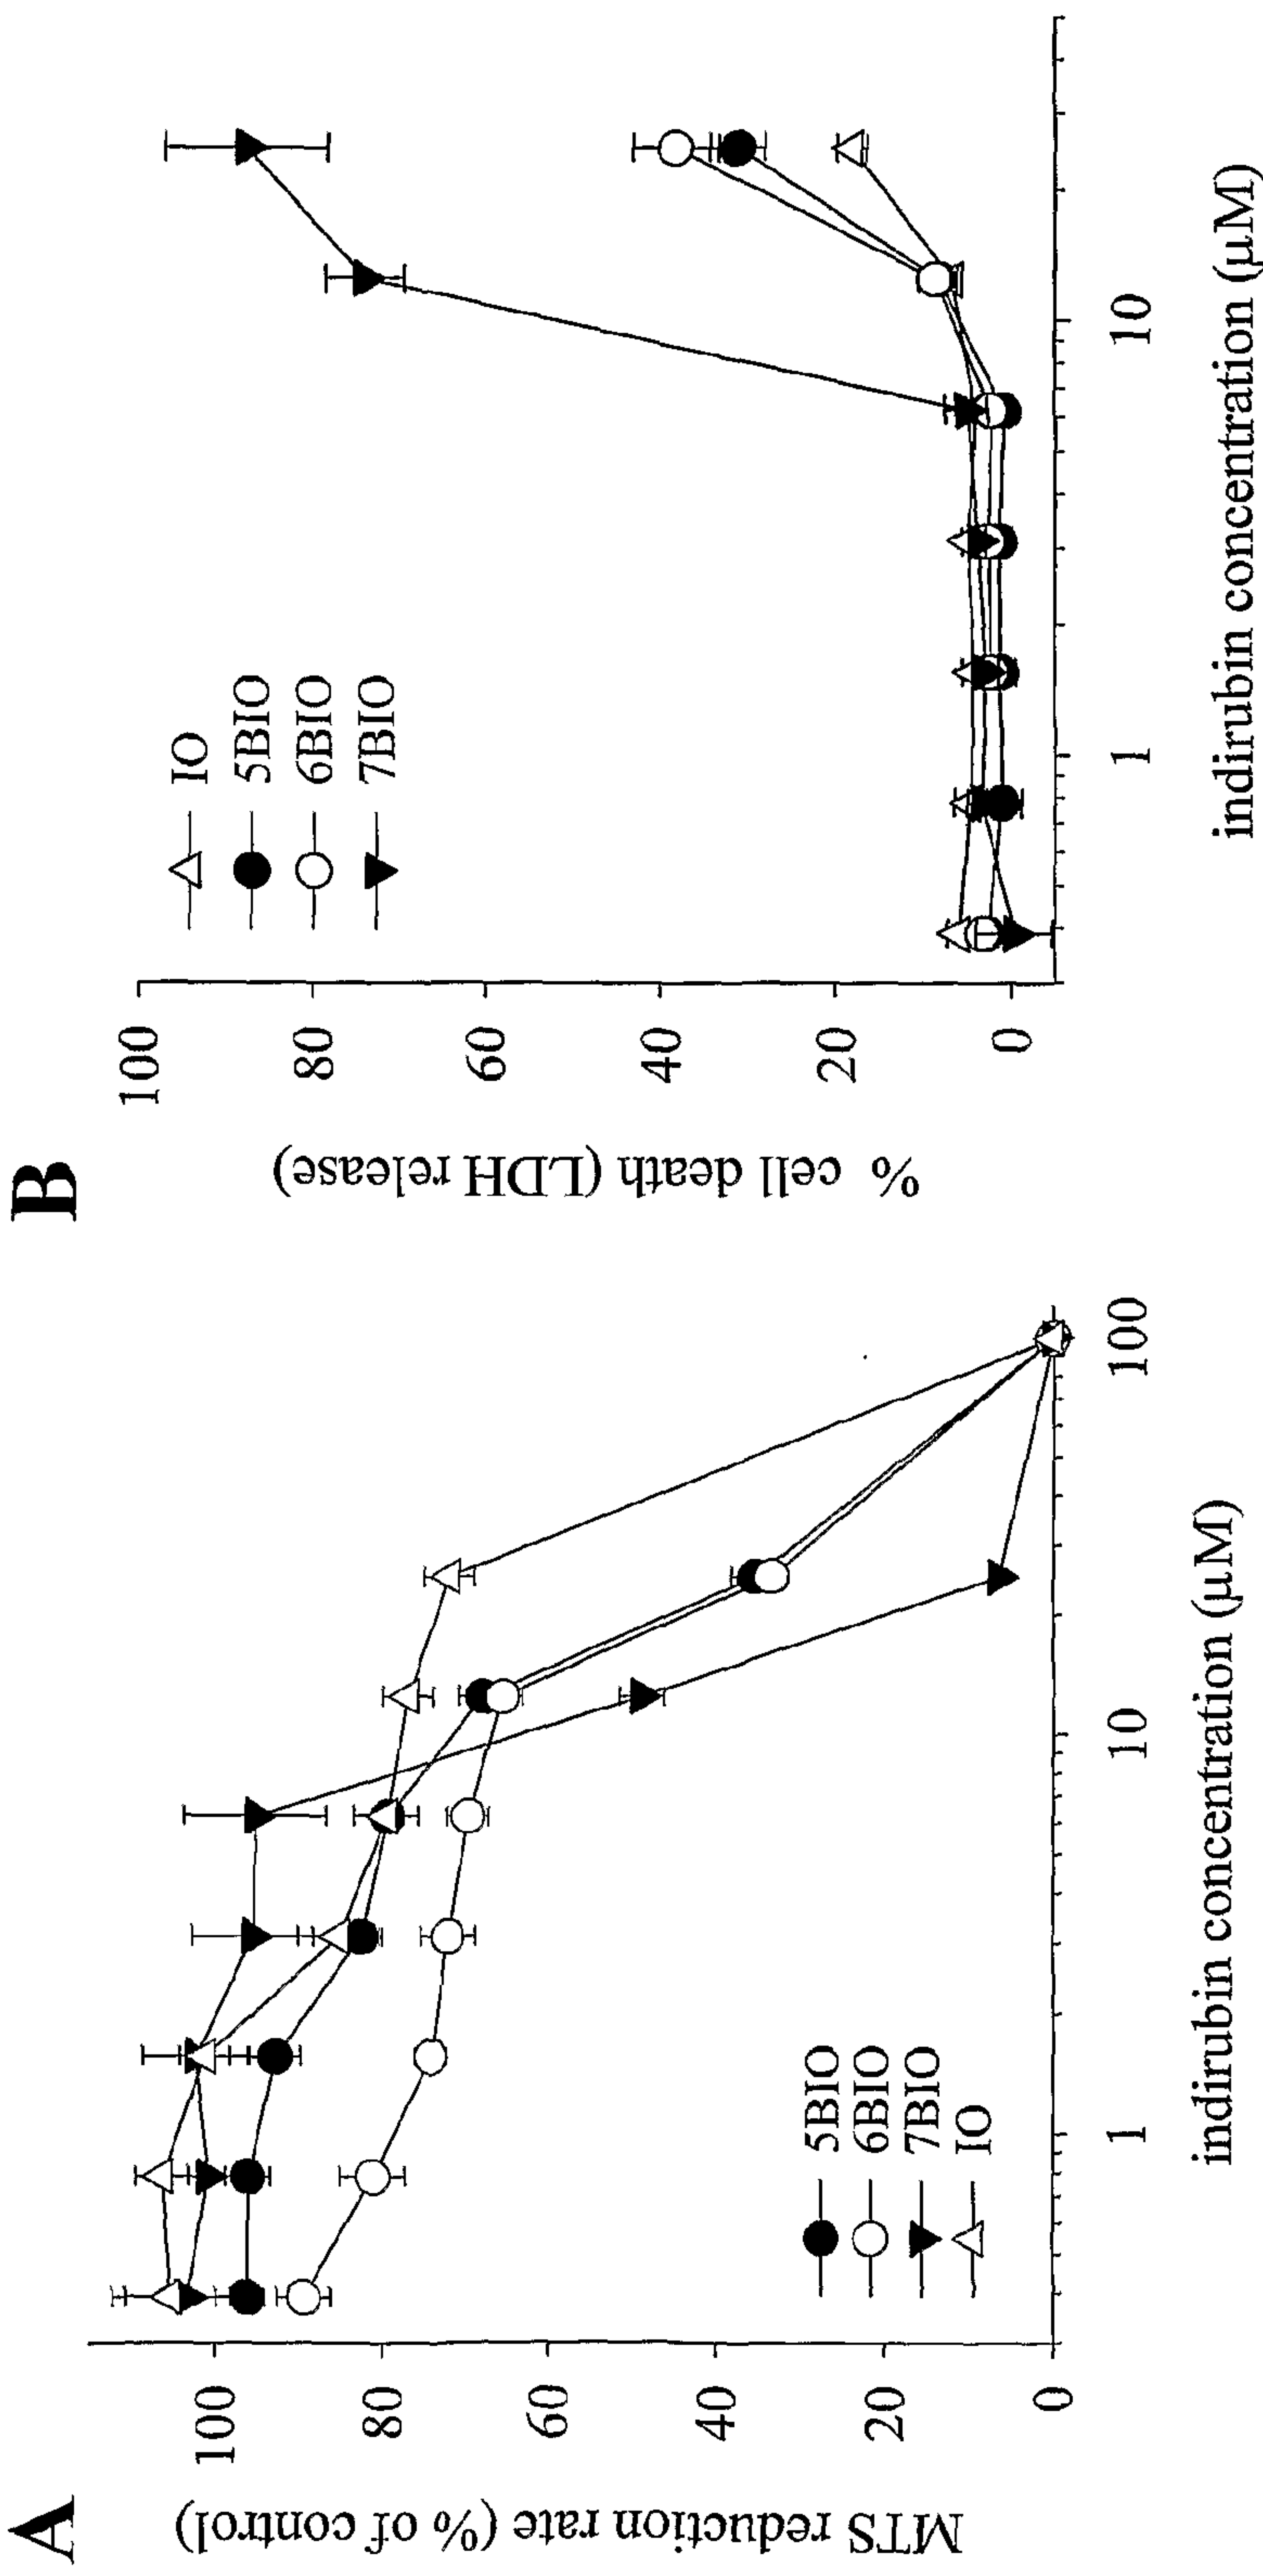 A
MTS reduction rate (% of control)
100
80
60
40
20
0
5BIO
6BIO
7BIO
IO
1
10
100
indirubin concentration (μM)
B
% cell death (LDH release)
100
80
60
40
20
0
IO
5BIO
6BIO
7BIO
1
10
indirubin concentration (μM)